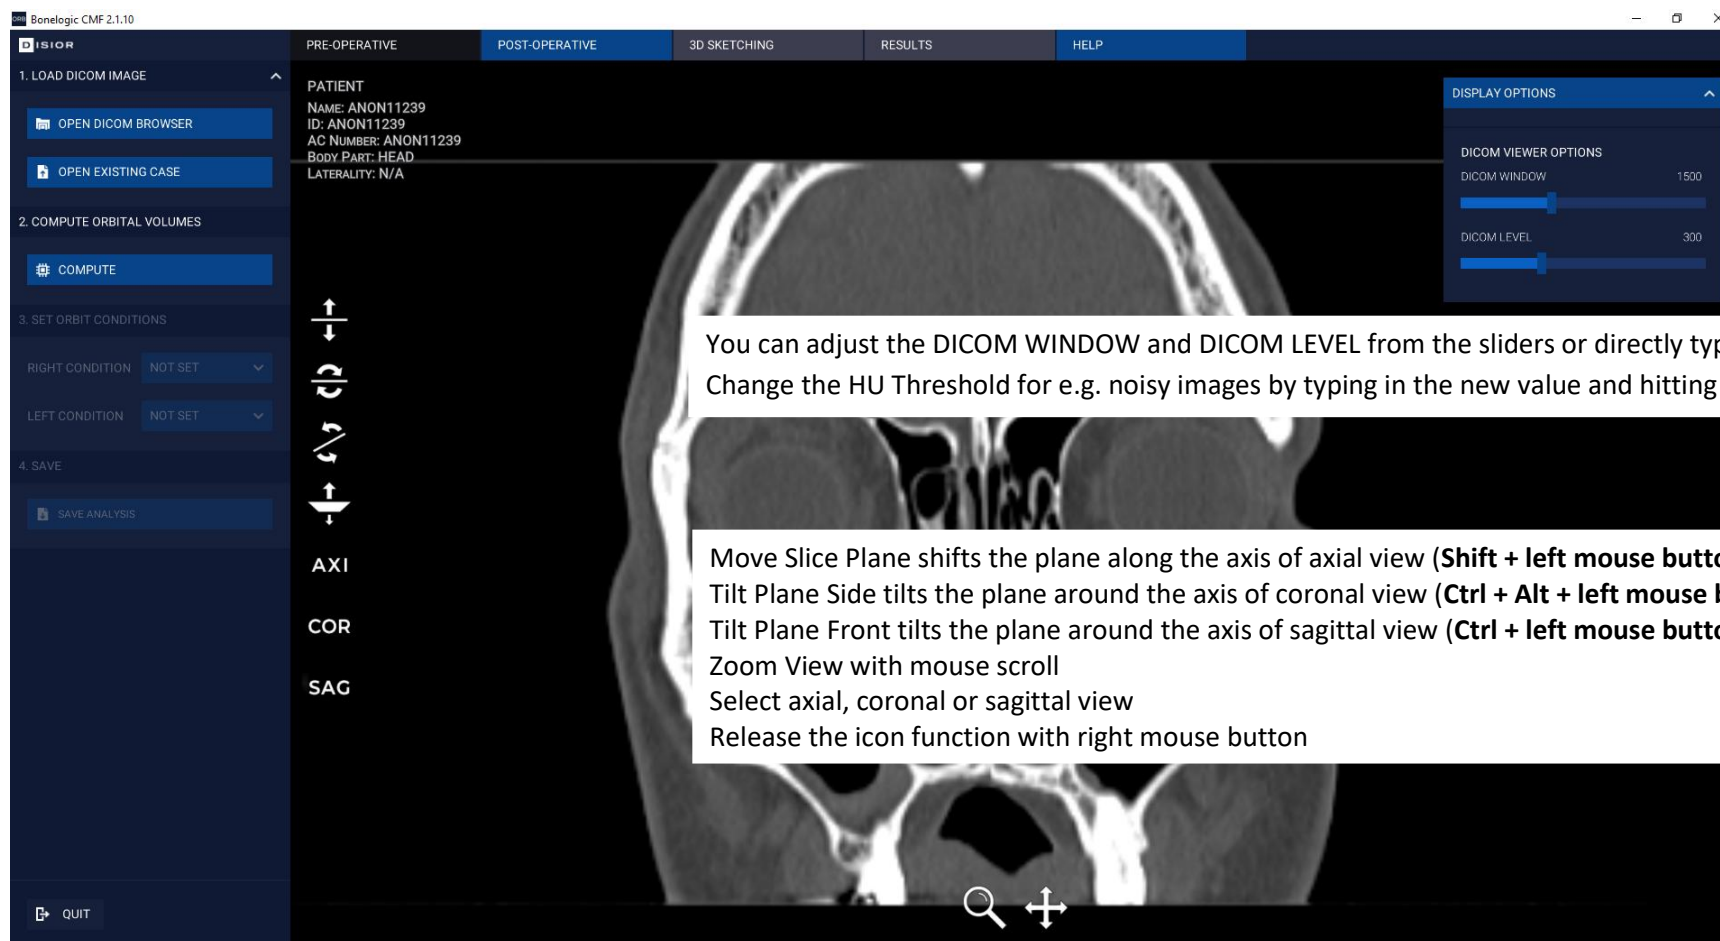 ORB Bonelogic CMF 2.1.10
DISIOR
PRE-OPERATIVE
POST-OPERATIVE
3D SKETCHING
RESULTS
HELP
1. LOAD DICOM IMAGE
OPEN DICOM BROWSER
OPEN EXISTING CASE
2. COMPUTE ORBITAL VOLUMES
COMPUTE
3. SET ORBIT CONDITIONS
RIGHT CONDITION NOT SET
LEFT CONDITION NOT SET
4. SAVE
SAVE ANALYSIS
QUIT
PATIENT
NAME: ANON11239
ID: ANON11239
AC NUMBER: ANON11239
BODY PART: HEAD
LATERALITY: N/A
AXI
COR
SAG
DISPLAY OPTIONS
DICOM VIEWER OPTIONS
DICOM WINDOW 1500
DICOM LEVEL 300
You can adjust the DICOM WINDOW and DICOM LEVEL from the sliders or directly typ
Change the HU Threshold for e.g. noisy images by typing in the new value and hitting
Move Slice Plane shifts the plane along the axis of axial view (Shift + left mouse butto
Tilt Plane Side tilts the plane around the axis of coronal view (Ctrl + Alt + left mouse b
Tilt Plane Front tilts the plane around the axis of sagittal view (Ctrl + left mouse butto
Zoom View with mouse scroll
Select axial, coronal or sagittal view
Release the icon function with right mouse button